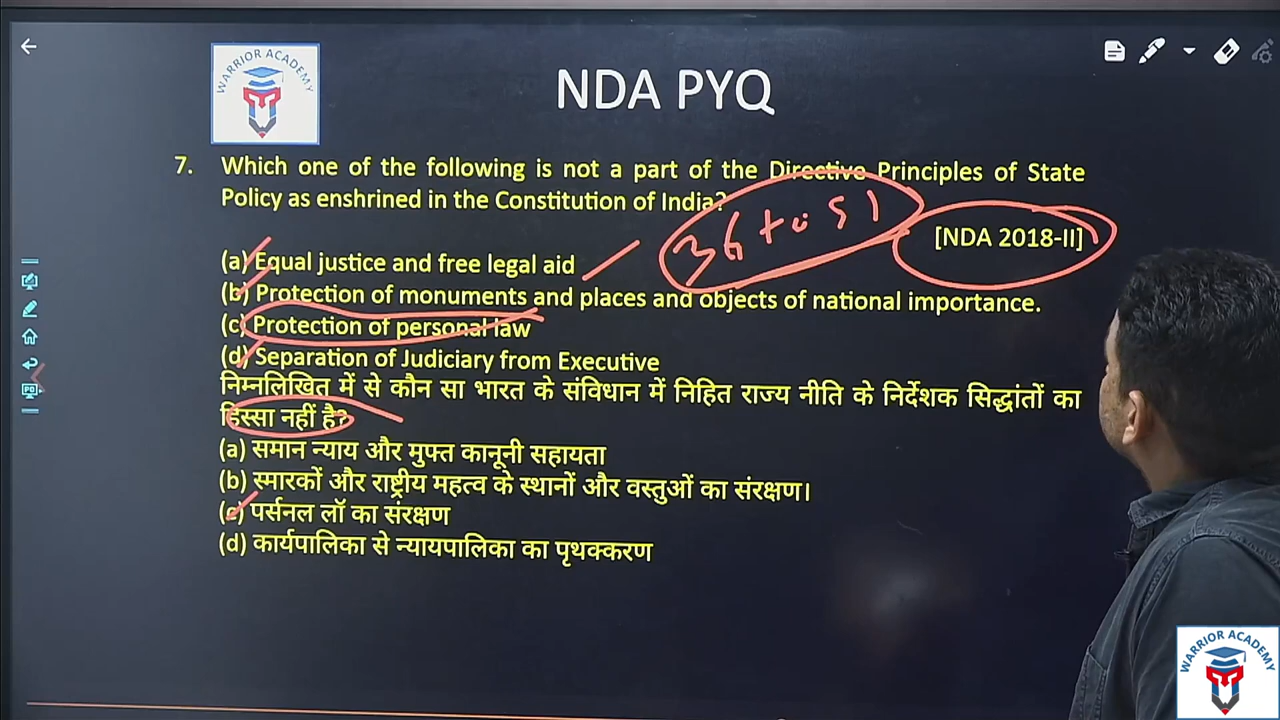 WARRIOR ACADEMY
NDA PYQ
7. Which one of the following is not a part of the Directive Principles of State
Policy as enshrined in the Constitution of India?
36 to 51
[NDA 2018-II]
(a) Equal justice and free legal aid
(b) Protection of monuments and places and objects of national importance.
(c) Protection of personal law
(d) Separation of Judiciary from Executive
निम्नलिखित में से कौन सा भारत के संविधान में निहित राज्य नीति के निर्देशक सिद्धांतों का
हिस्सा नहीं है?
(a) समान न्याय और मुफ्त कानूनी सहायता
(b) स्मारकों और राष्ट्रीय महत्व के स्थानों और वस्तुओं का संरक्षण।
(c) पर्सनल लॉ का संरक्षण
(d) कार्यपालिका से न्यायपालिका का पृथक्करण
WARRIOR ACADEMY